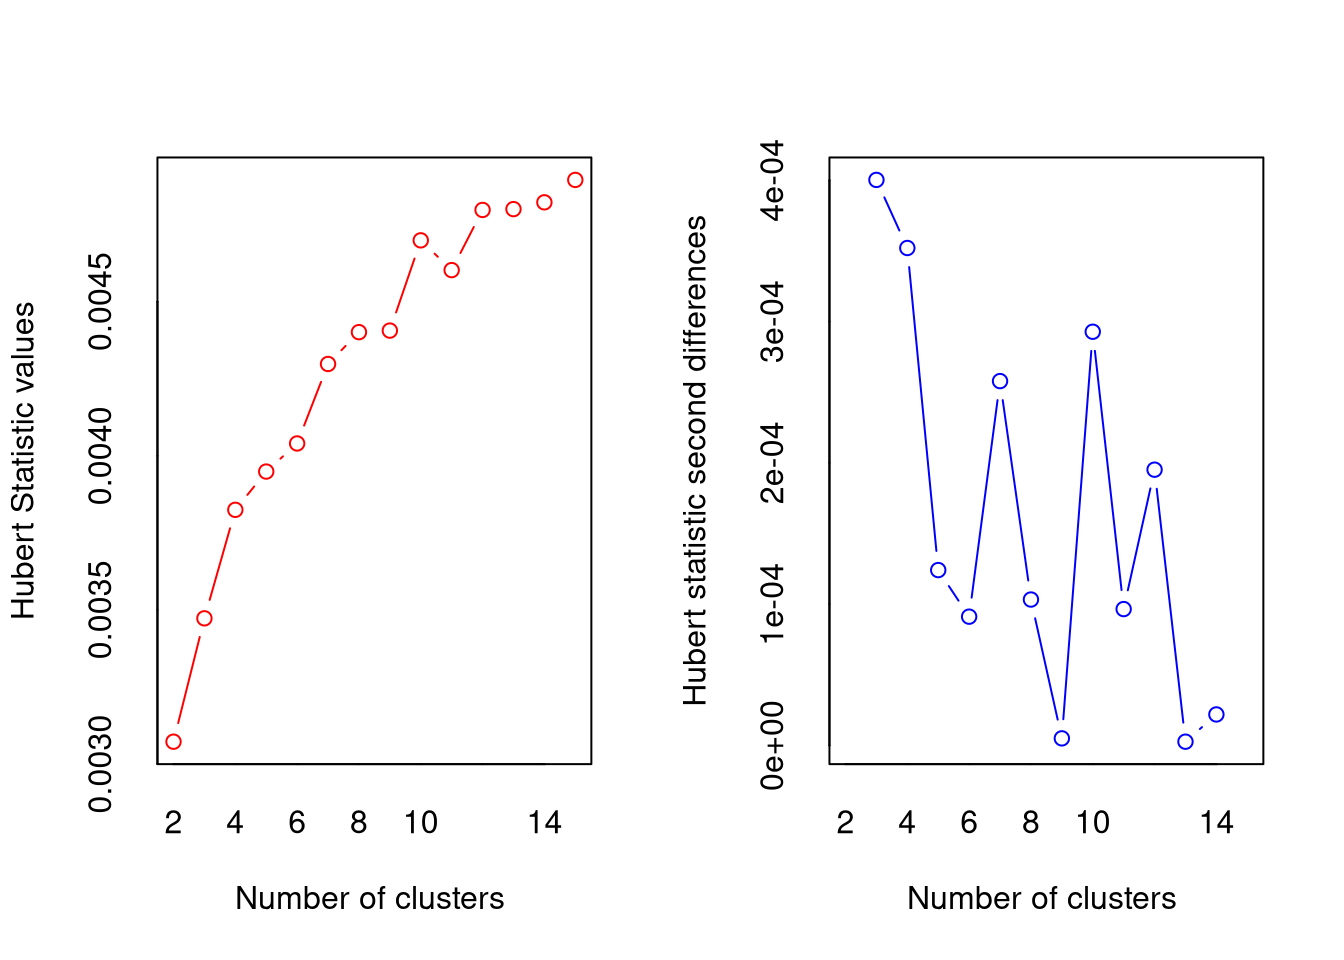 Hubert Statistic values
0.0030 0.0035 0.0040 0.0045
2 4 6 8 10 14
Number of clusters
Hubert statistic second differences
0e+00 1e-04 2e-04 3e-04 4e-04
2 4 6 8 10 14
Number of clusters